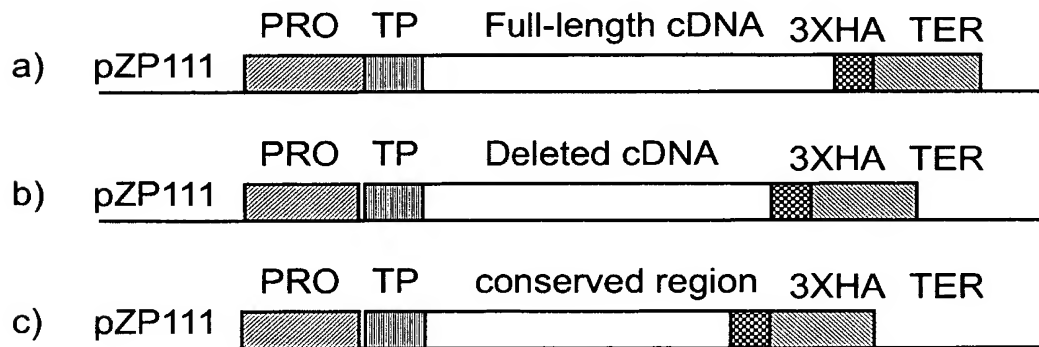 PRO TP Full-length cDNA 3XHA TER
a) pZP111
PRO TP Deleted cDNA 3XHA TER
b) pZP111
PRO TP conserved region 3XHA TER
c) pZP111